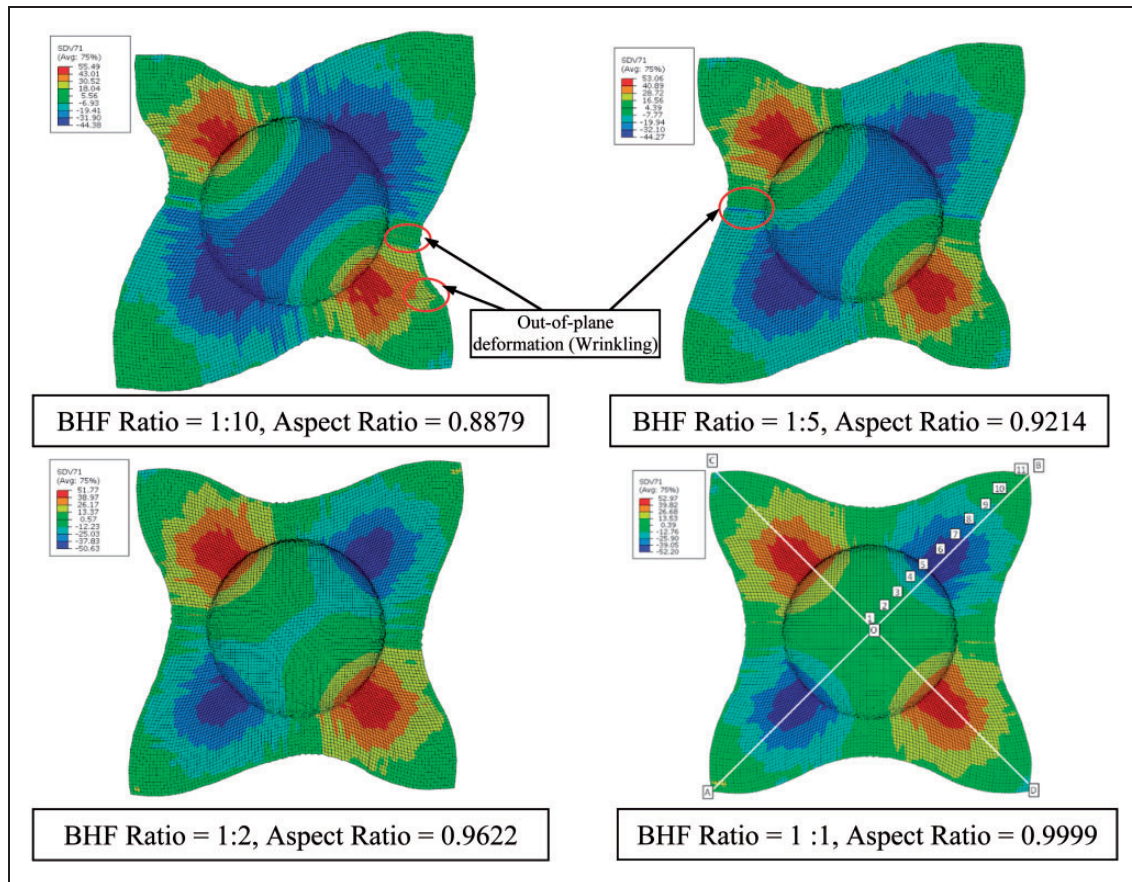 SDV71
(Avg: 75%)
55.49
43.01
30.52
18.04
5.56
-6.93
-19.41
-31.90
-44.38
SDV71
(Avg: 75%)
53.06
40.89
28.72
16.56
4.39
-7.77
-19.94
-32.10
-44.27
Out-of-plane
deformation (Wrinkling)
BHF Ratio = 1:10, Aspect Ratio = 0.8879
BHF Ratio = 1:5, Aspect Ratio = 0.9214
SDV71
(Avg: 75%)
51.77
38.97
26.17
13.37
0.57
-12.23
-25.03
-37.83
-50.63
SDV71
(Avg: 75%)
52.97
39.82
26.68
13.53
0.39
-12.76
-25.90
-39.05
-52.20
C
11 B
10
9
8
7
6
5
4
3
2
1
O
A
D
BHF Ratio = 1:2, Aspect Ratio = 0.9622
BHF Ratio = 1 :1, Aspect Ratio = 0.9999